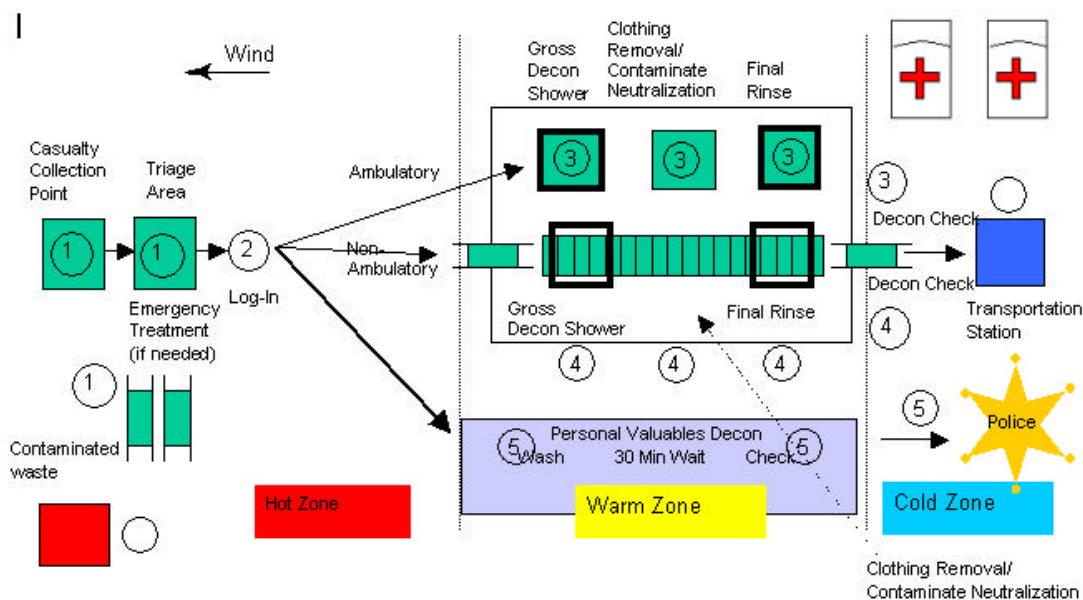 I
Wind
Gross
Decon
Shower
Clothing
Removal/
Contaminate
Neutralization
Final
Rinse
Casualty
Collection
Point
Triage
Area
Ambulatory
3
3
3
3
Decon Check
1
1
2
Non-
Ambulatory
Log-In
Decon Check
Emergency
Treatment
(if needed)
Gross
Decon Shower
Final Rinse
4
Transportation
Station
1
4
4
4
Contaminated
waste
5
Personal Valuables Decon
5
Wash
30 Min Wait
Check
5
Police
Hot Zone
Warm Zone
Cold Zone
Clothing Removal/
Contaminate Neutralization